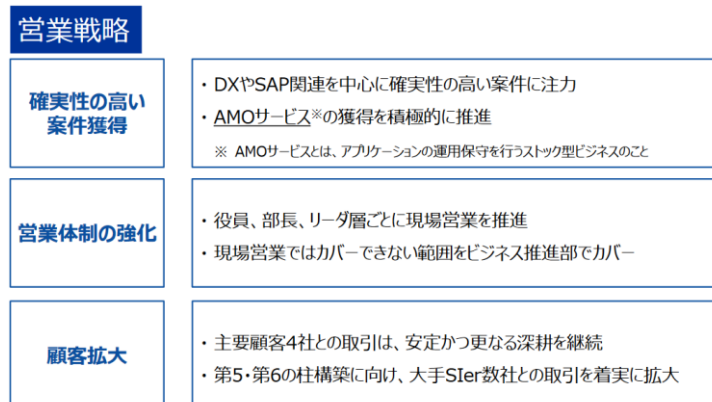 営業戦略
確実性の高い
案件獲得
・DXやSAP関連を中心に確実性の高い案件に注力
・AMOサービス※の獲得を積極的に推進
※ AMOサービスとは、アプリケーションの運用保守を行うストック型ビジネスのこと
営業体制の強化
・役員、部長、リーダ層ごとに現場営業を推進
・現場営業ではカバーできない範囲をビジネス推進部でカバー
顧客拡大
・主要顧客4社との取引は、安定かつ更なる深耕を継続
・第5・第6の柱構築に向け、大手SIer数社との取引を着実に拡大